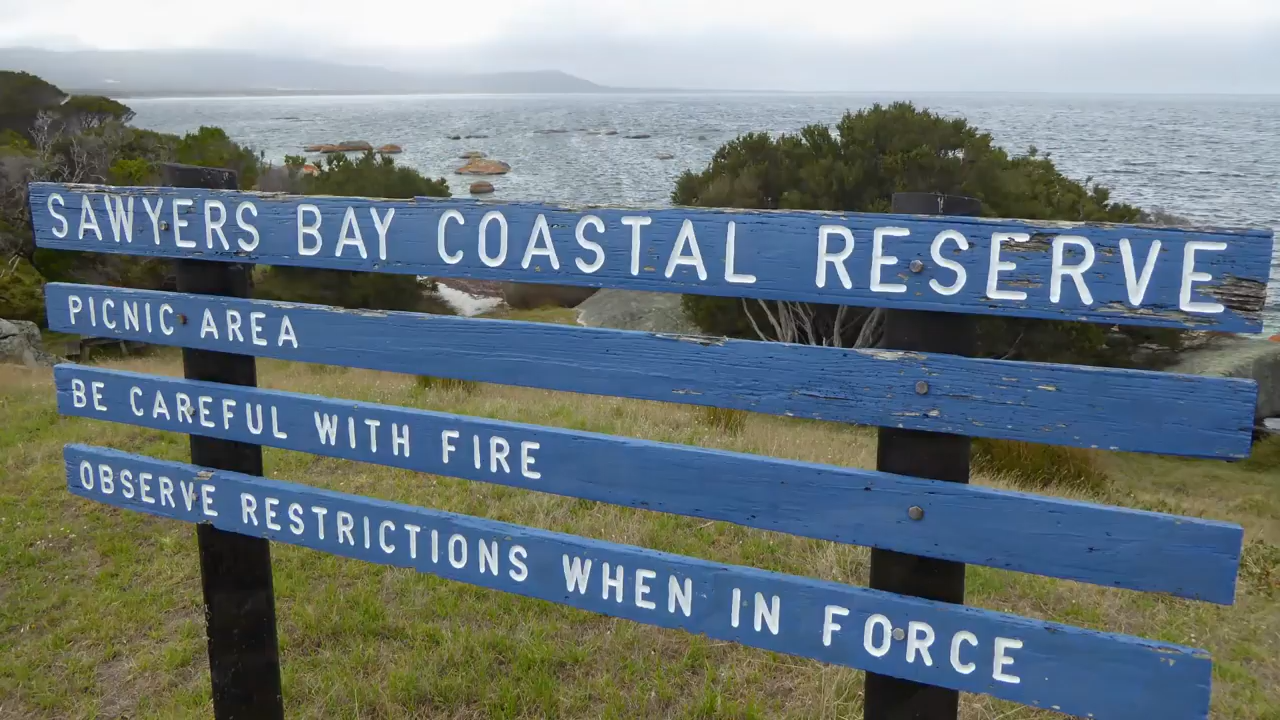 SAWYERS BAY COASTAL RESERVE
PICNIC AREA
BE CAREFUL WITH FIRE
OBSERVE RESTRICTIONS WHEN IN FORCE